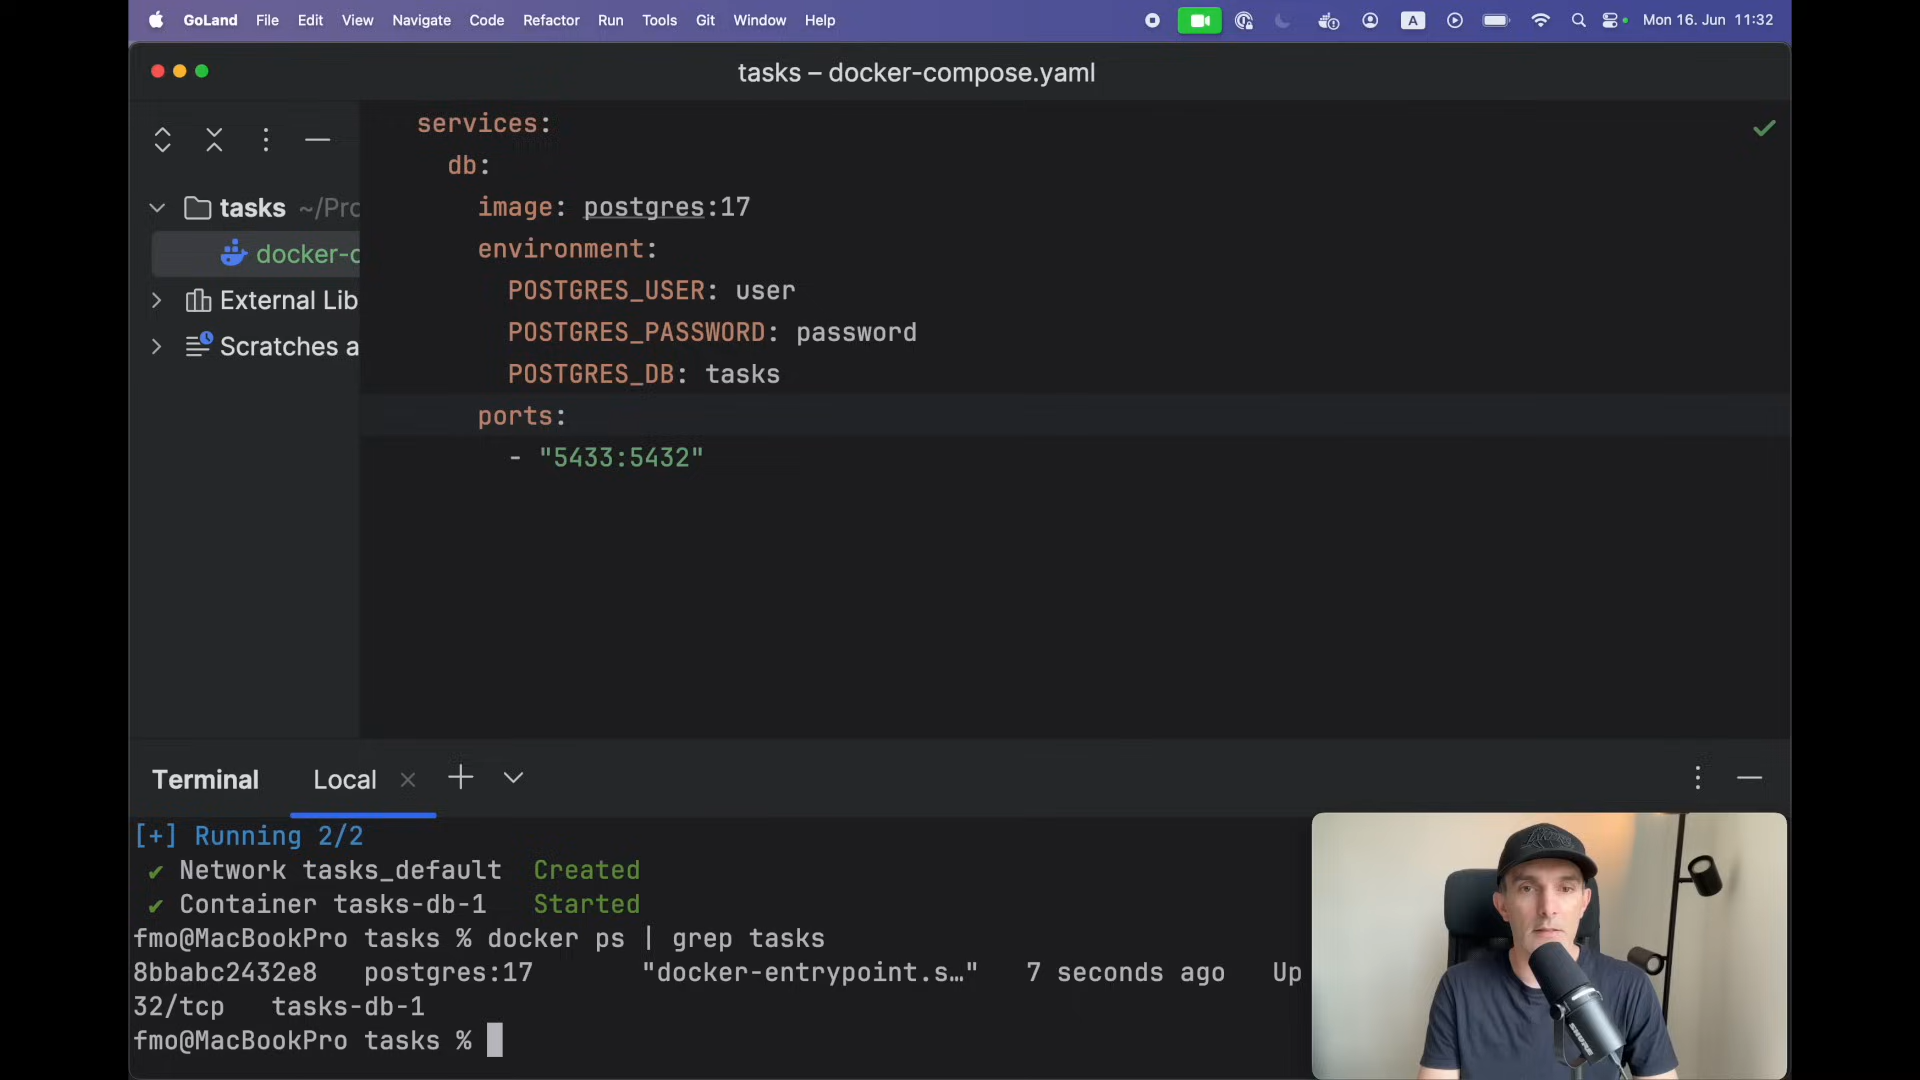 GoLand File Edit View Navigate Code Refactor Run Tools Git Window Help A Mon 16. Jun 11:32
tasks – docker-compose.yaml
tasks ~/Pro
docker-c
External Lib
Scratches a
services:
db:
image: postgres:17
environment:
POSTGRES_USER: user
POSTGRES_PASSWORD: password
POSTGRES_DB: tasks
ports:
- "5433:5432"
Terminal Local
[+] Running 2/2
✔ Network tasks_default Created
✔ Container tasks-db-1 Started
fmo@MacBookPro tasks % docker ps | grep tasks
8bbabc2432e8 postgres:17 "docker-entrypoint.s…" 7 seconds ago Up
32/tcp tasks-db-1
fmo@MacBookPro tasks %
SHURE